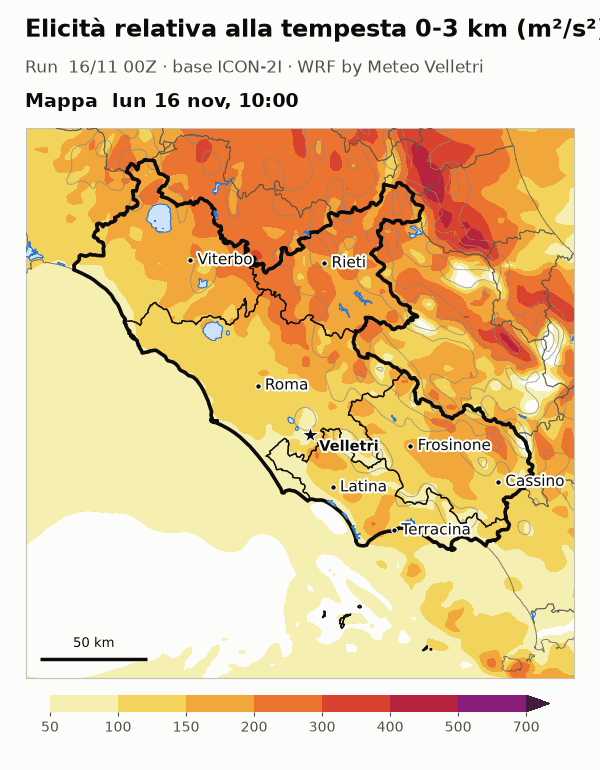 Elicità relativa alla tempesta 0-3 km (m²/s²)
Run 16/11 00Z · base ICON-2I · WRF by Meteo Velletri
Mappa lun 16 nov, 10:00
Viterbo
Rieti
Roma
Velletri
Frosinone
Cassino
Latina
Terracina
50 km
50 100 150 200 300 400 500 700